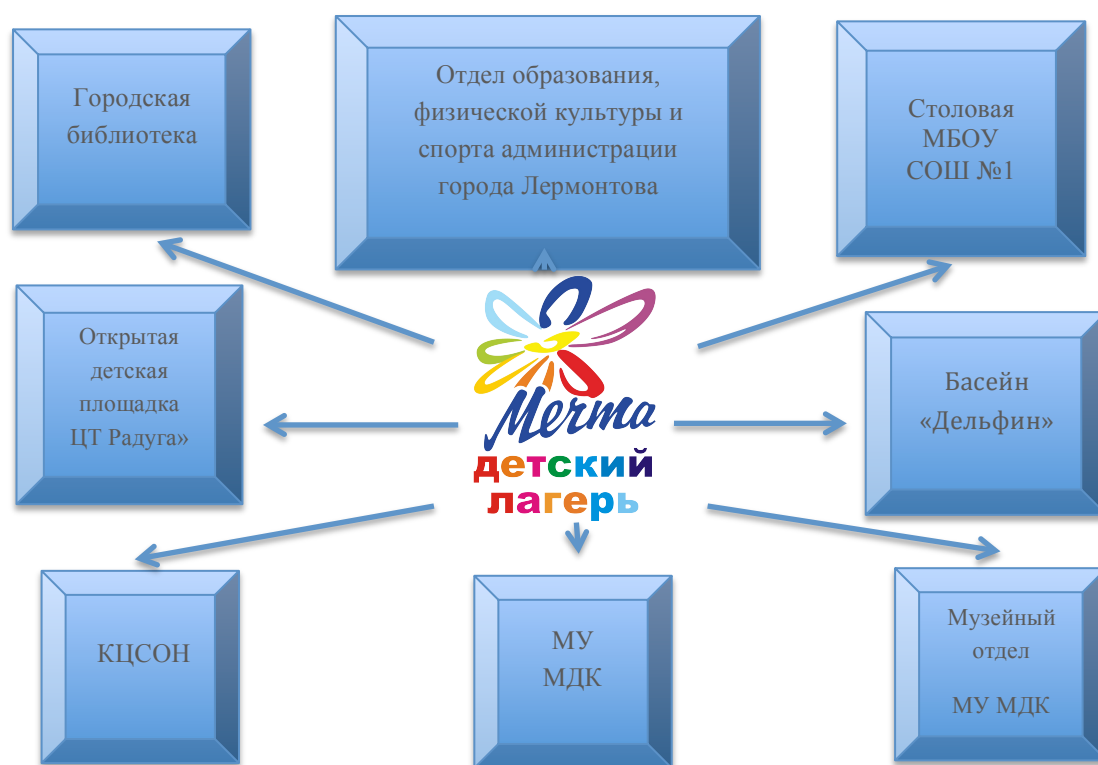 Городская
библиотека
Отдел образования,
физической культуры и
спорта администрации
города Лермонтова
Столовая
МБОУ
СОШ №1
Открытая
детская
площадка
ЦТ Радуга»
Мечта
детский
лагерь
Басейн
«Дельфин»
КЦСОН
МУ
МДК
Музейный
отдел
МУ МДК